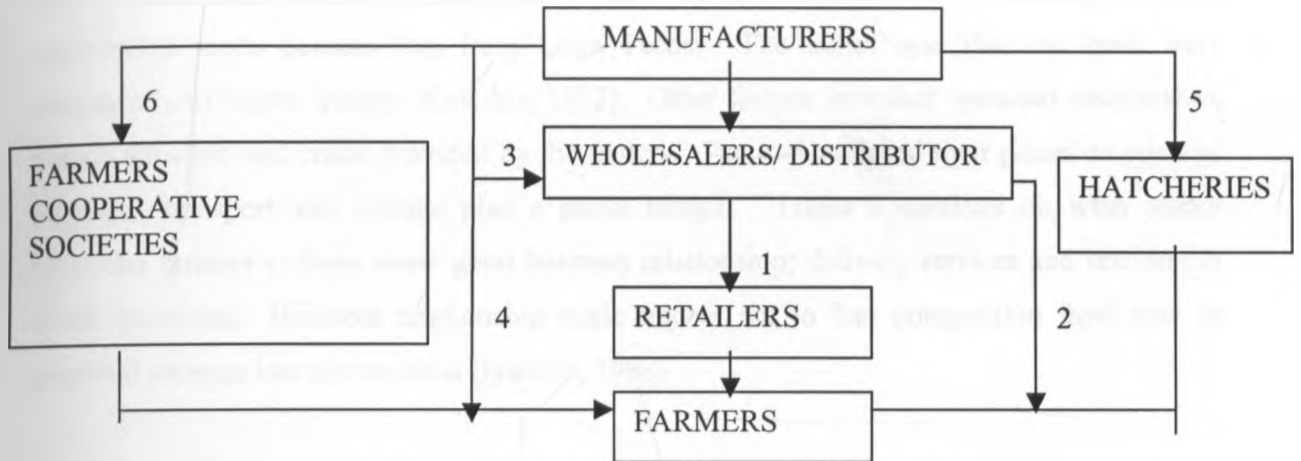 MANUFACTURERS
6
5
3
WHOLESALERS/ DISTRIBUTOR
FARMERS
COOPERATIVE
SOCIETIES
HATCHERIES
1
4
RETAILERS
2
FARMERS